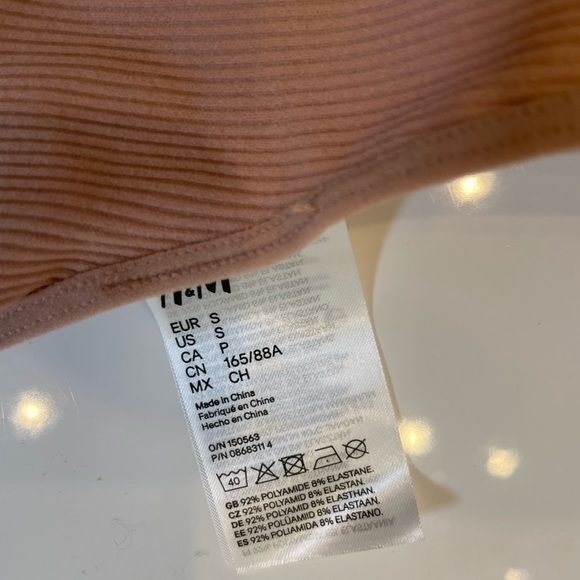 H&M
EUR S
US S
CA P
CN 165/88A
MX CH
Made in China
Fabriqué en Chine
Hecho en China
O/N 150563
P/N 0868311 4
40
GB 92% POLYAMIDE 8% ELASTANE.
CZ 92% POLYAMID 8% ELASTAN.
DE 92% POLYAMID 8% ELASTHAN.
EE 92% POLÜAMIID 8% ELASTAAN.
ES 92% POLIAMIDA 8% ELASTANO.